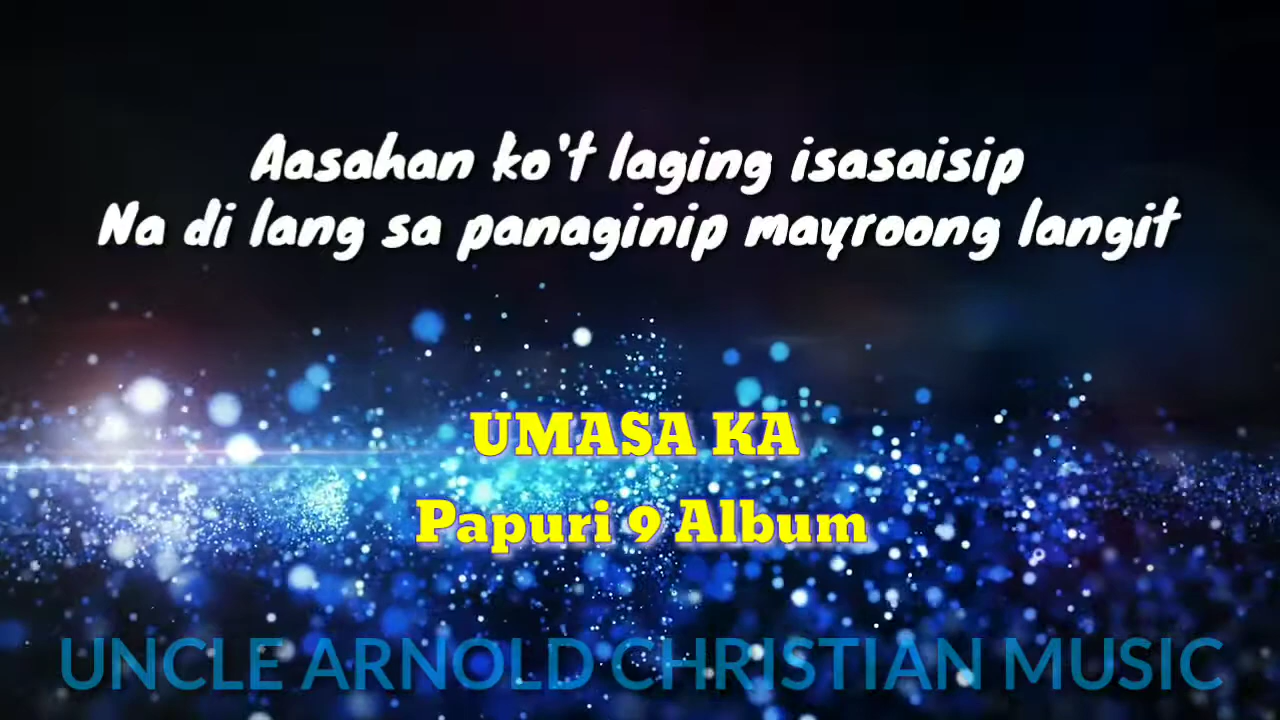 Aasahan ko't laging isasaisip
Na di lang sa panaginip mayroong langit
UMASA KA
Papuri 9 Album
UNCLE ARNOLD CHRISTIAN MUSIC